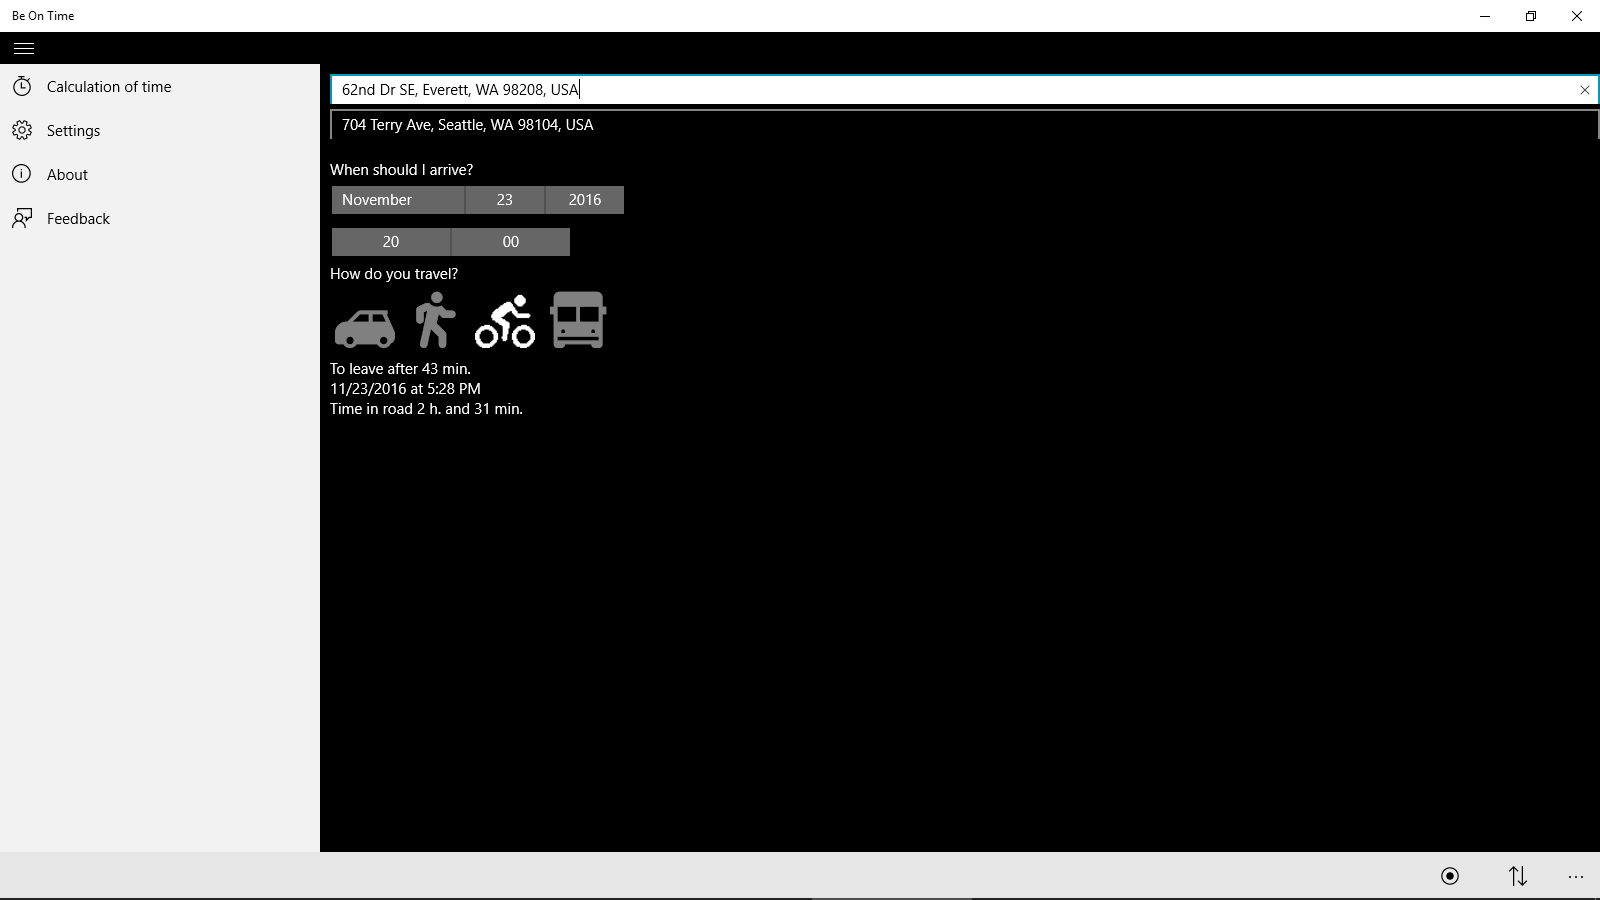 Be On Time
Calculation of time
Settings
About
Feedback
62nd Dr SE, Everett, WA 98208, USA
704 Terry Ave, Seattle, WA 98104, USA
When should I arrive?
November 23 2016
20 00
How do you travel?
To leave after 43 min.
11/23/2016 at 5:28 PM
Time in road 2 h. and 31 min.